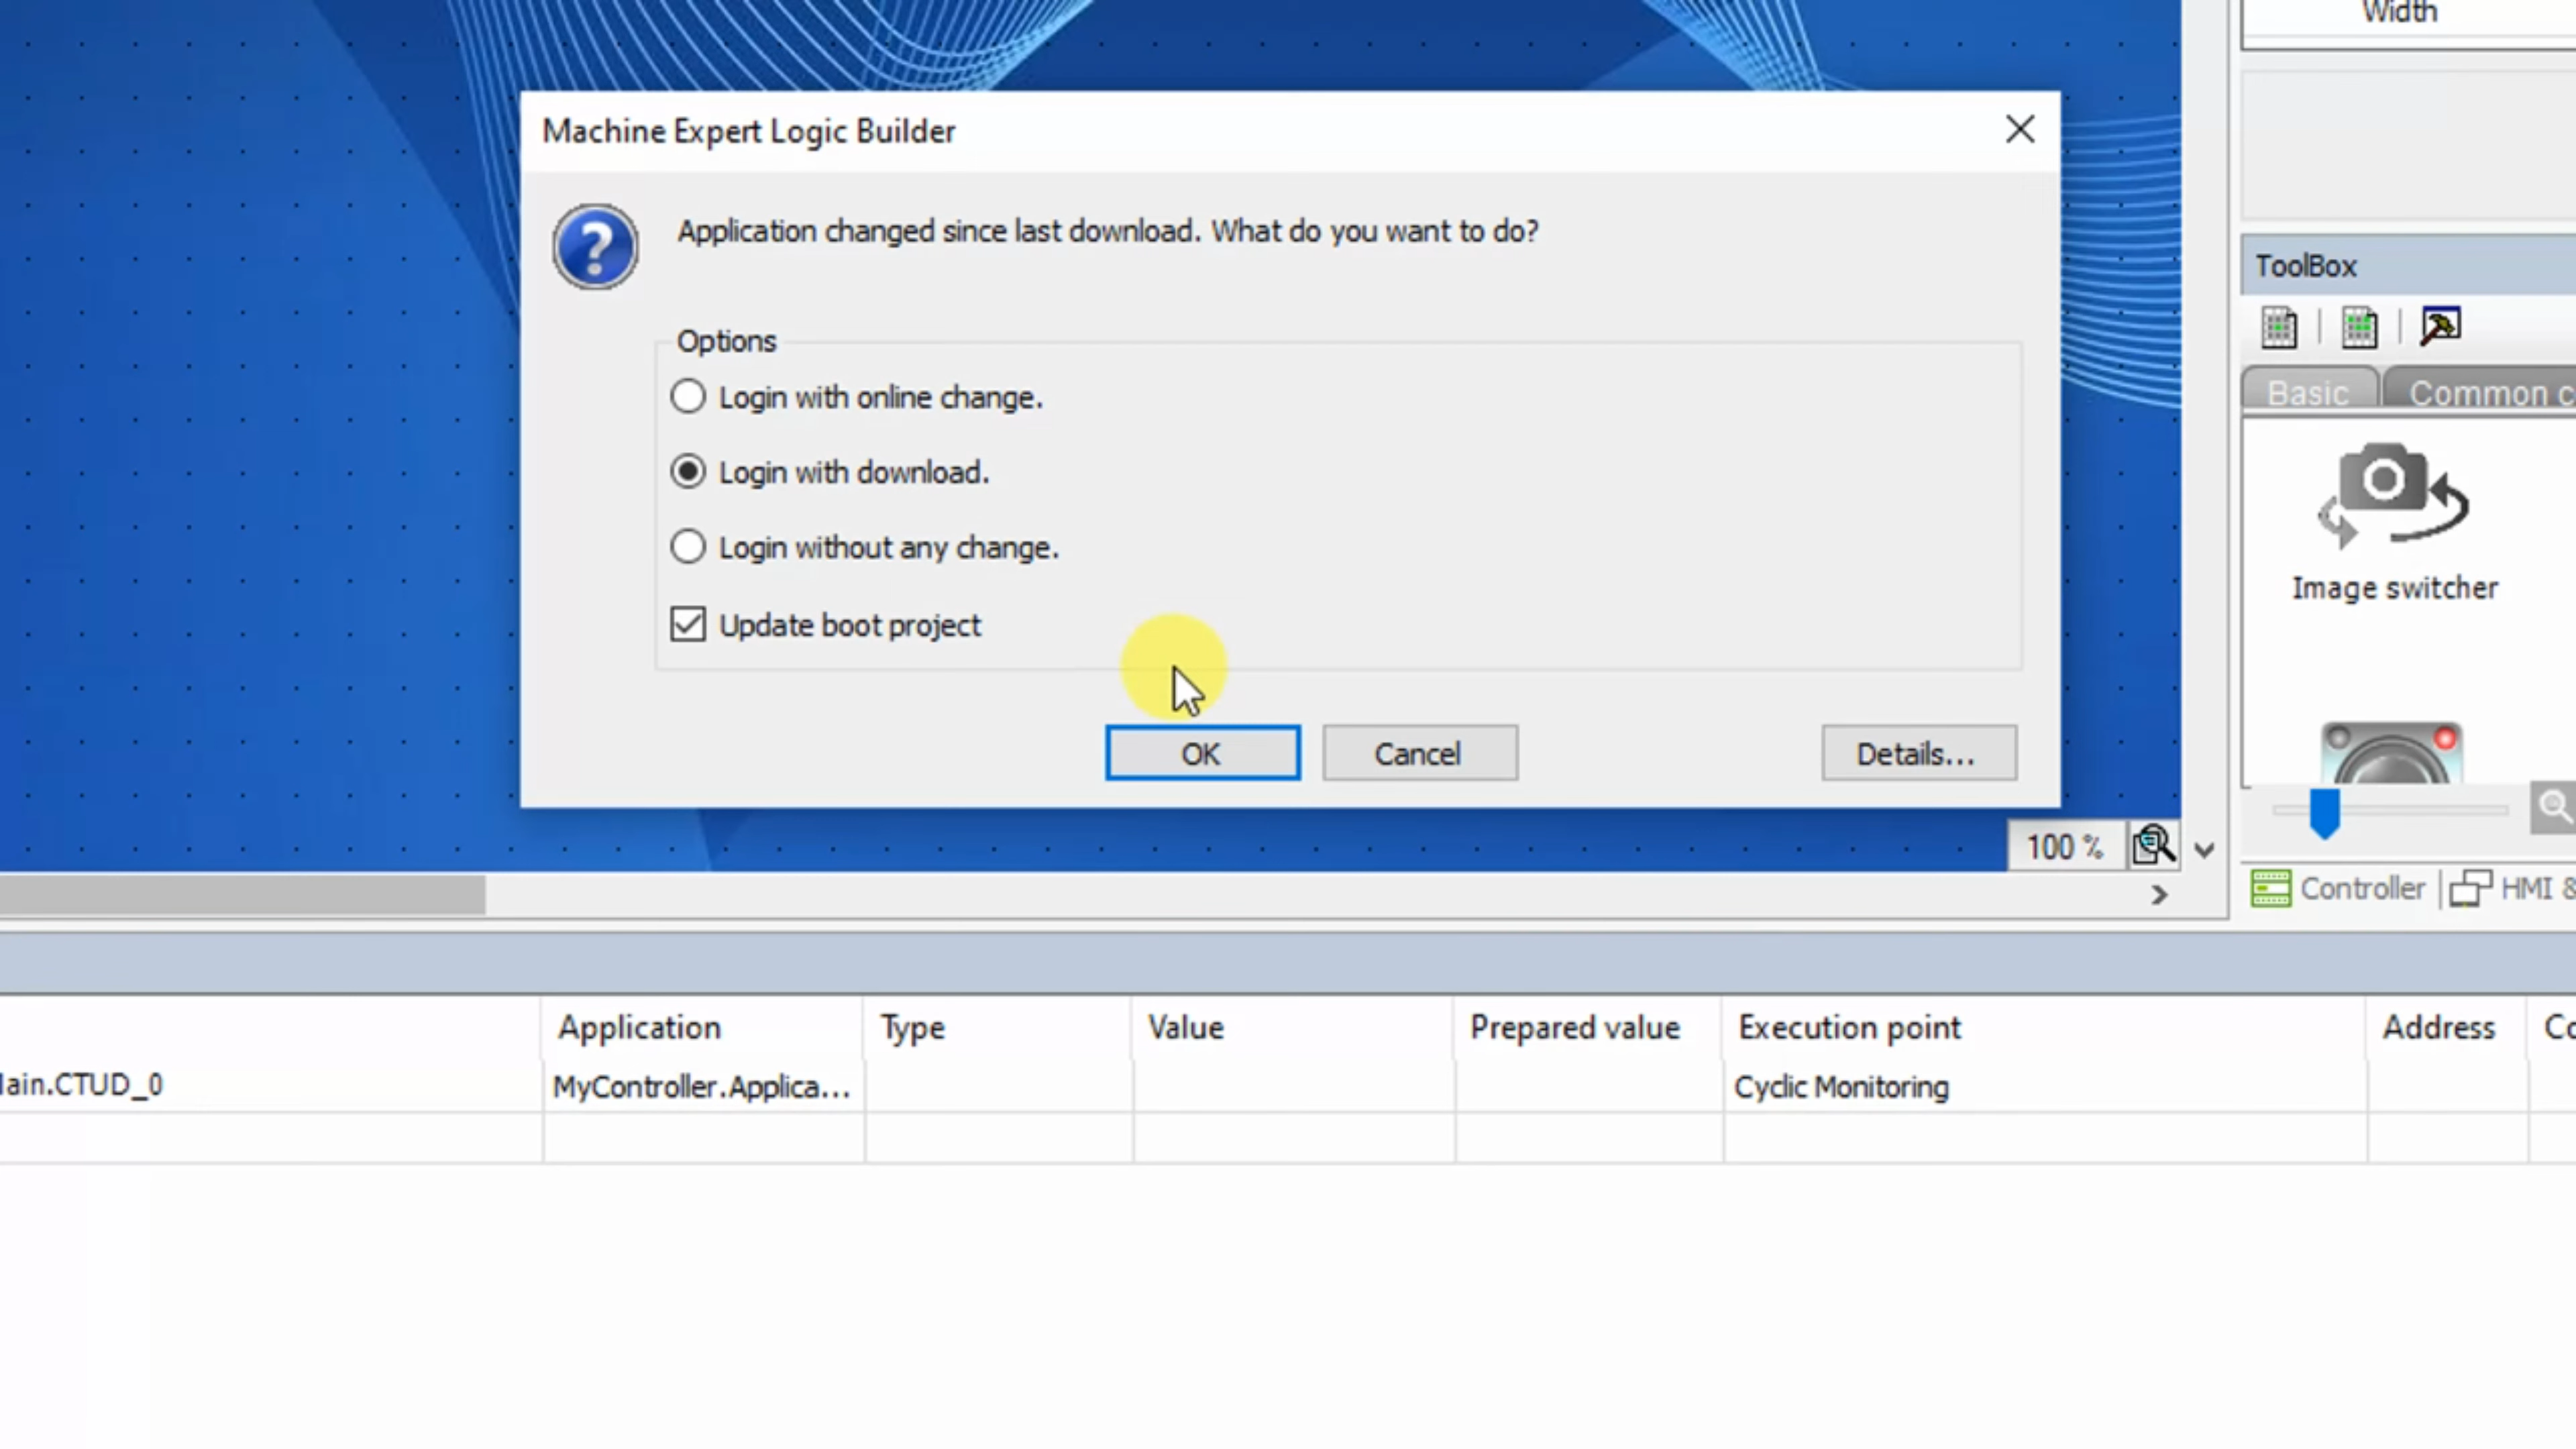 Width
Machine Expert Logic Builder
Application changed since last download. What do you want to do?
Options
Login with online change.
Login with download.
Login without any change.
Update boot project
OK
Cancel
Details...
ToolBox
Basic
Common c
Image switcher
100 %
Controller
HMI &
Application
Type
Value
Prepared value
Execution point
Address
Co
ain.CTUD_0
MyController.Applica...
Cyclic Monitoring